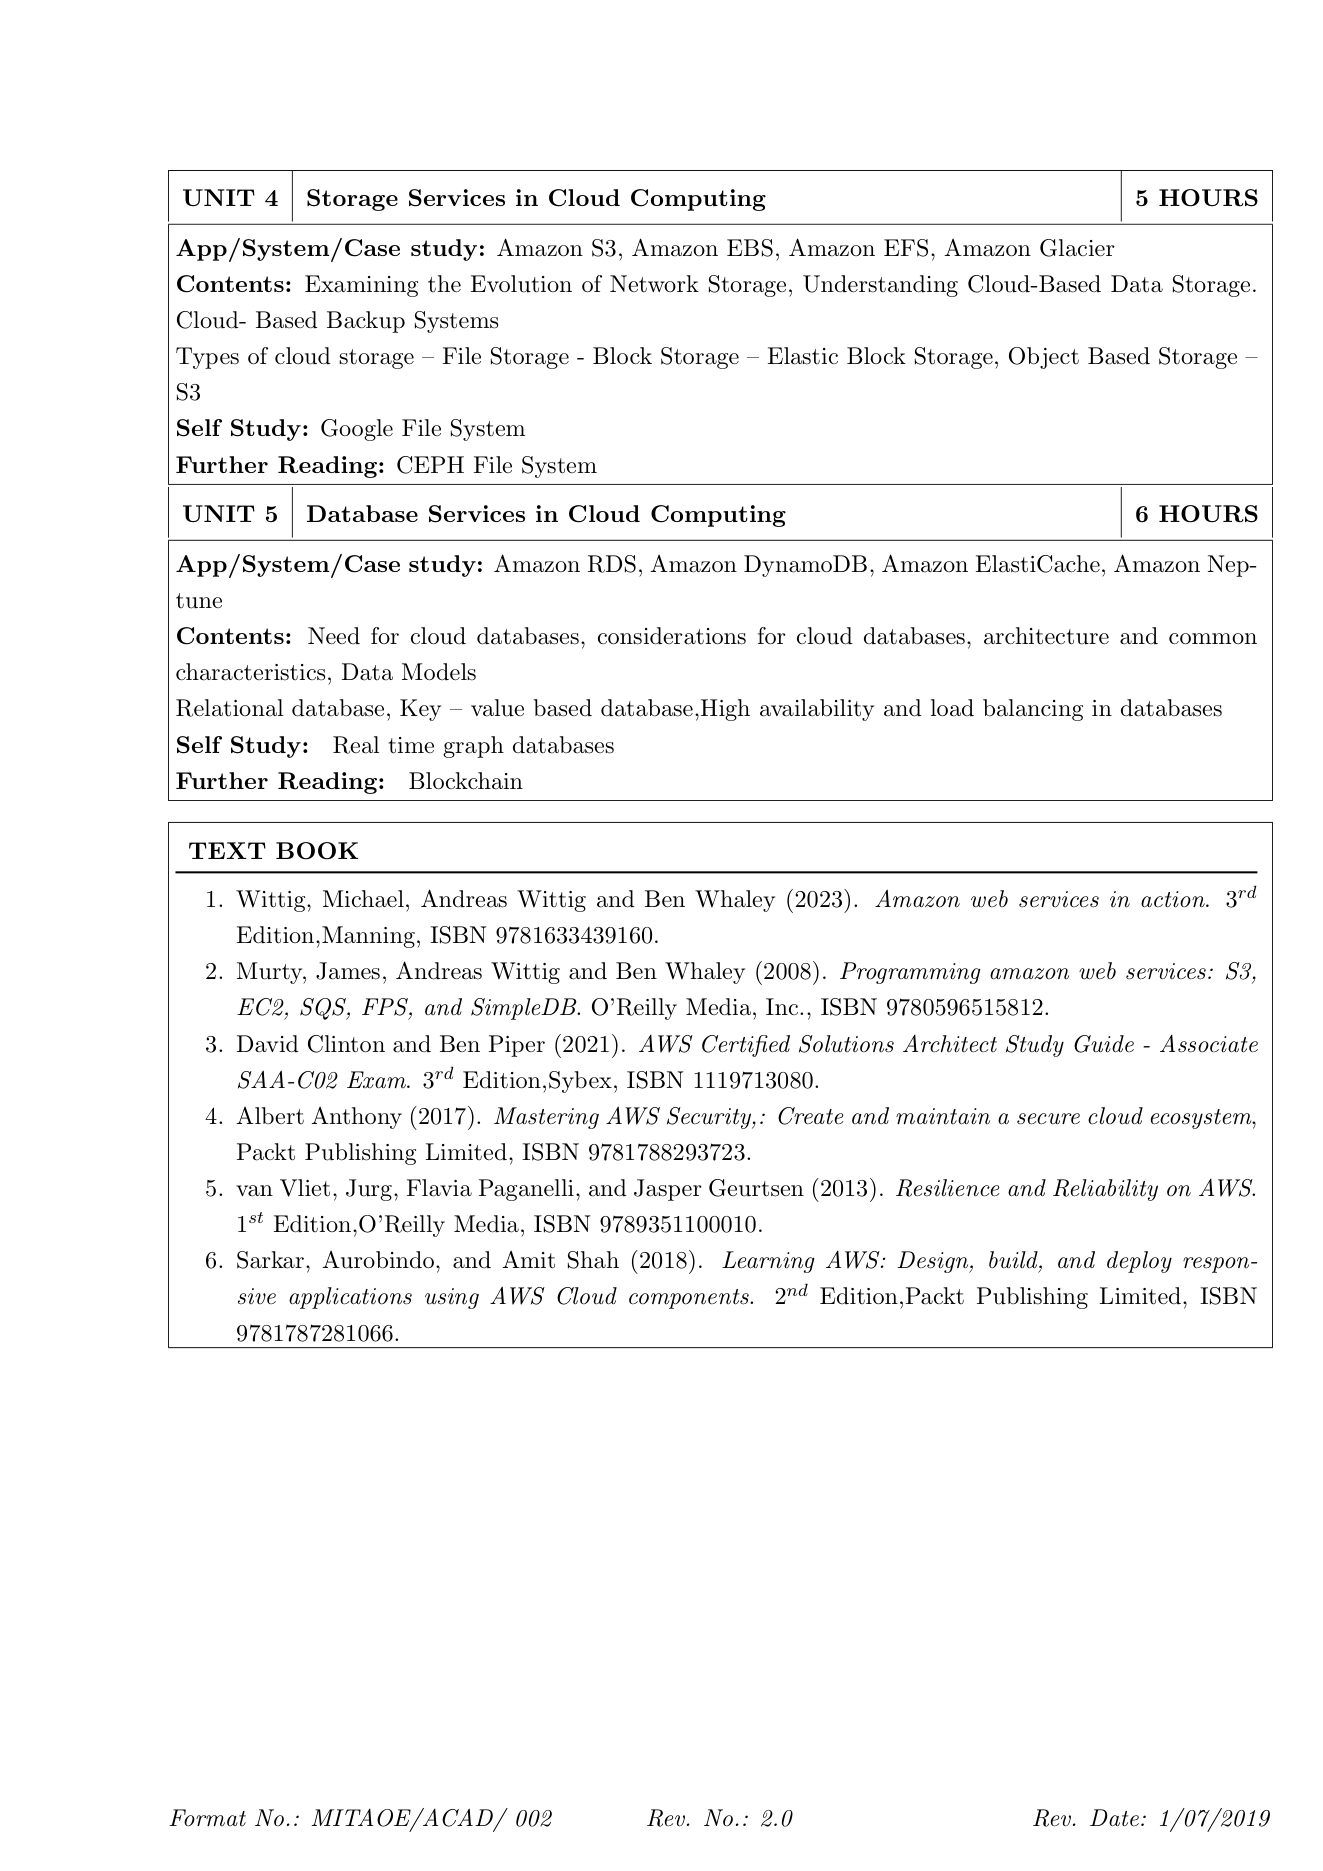 UNIT 4 Storage Services in Cloud Computing 5 HOURS
App/System/Case study: Amazon S3, Amazon EBS, Amazon EFS, Amazon Glacier
Contents: Examining the Evolution of Network Storage, Understanding Cloud-Based Data Storage.
Cloud- Based Backup Systems
Types of cloud storage – File Storage - Block Storage – Elastic Block Storage, Object Based Storage –
S3
Self Study: Google File System
Further Reading: CEPH File System
UNIT 5 Database Services in Cloud Computing 6 HOURS
App/System/Case study: Amazon RDS, Amazon DynamoDB, Amazon ElastiCache, Amazon Nep-
tune
Contents: Need for cloud databases, considerations for cloud databases, architecture and common
characteristics, Data Models
Relational database, Key – value based database,High availability and load balancing in databases
Self Study: Real time graph databases
Further Reading: Blockchain
TEXT BOOK
1. Wittig, Michael, Andreas Wittig and Ben Whaley (2023). Amazon web services in action. 3rd
Edition,Manning, ISBN 9781633439160.
2. Murty, James, Andreas Wittig and Ben Whaley (2008). Programming amazon web services: S3,
EC2, SQS, FPS, and SimpleDB. O'Reilly Media, Inc., ISBN 9780596515812.
3. David Clinton and Ben Piper (2021). AWS Certified Solutions Architect Study Guide - Associate
SAA-C02 Exam. 3rd Edition,Sybex, ISBN 1119713080.
4. Albert Anthony (2017). Mastering AWS Security,: Create and maintain a secure cloud ecosystem,
Packt Publishing Limited, ISBN 9781788293723.
5. van Vliet, Jurg, Flavia Paganelli, and Jasper Geurtsen (2013). Resilience and Reliability on AWS.
1st Edition,O'Reilly Media, ISBN 9789351100010.
6. Sarkar, Aurobindo, and Amit Shah (2018). Learning AWS: Design, build, and deploy respon-
sive applications using AWS Cloud components. 2nd Edition,Packt Publishing Limited, ISBN
9781787281066.
Format No.: MITAOE/ACAD/ 002 Rev. No.: 2.0 Rev. Date: 1/07/2019